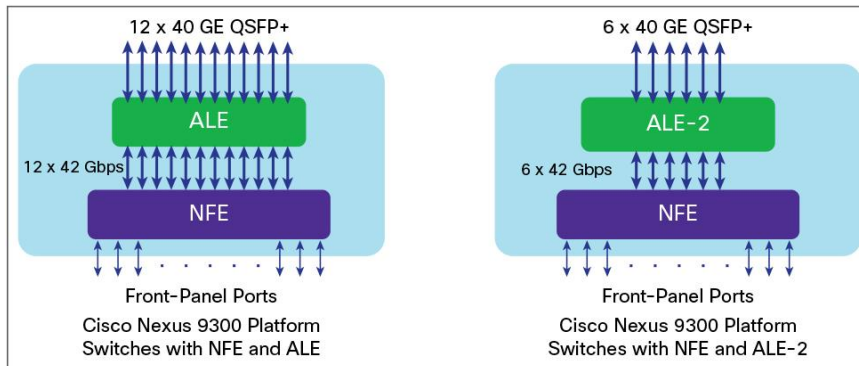 12 x 40 GE QSFP+
ALE
12 x 42 Gbps
NFE
Front-Panel Ports
Cisco Nexus 9300 Platform
Switches with NFE and ALE
6 x 40 GE QSFP+
ALE-2
6 x 42 Gbps
NFE
Front-Panel Ports
Cisco Nexus 9300 Platform
Switches with NFE and ALE-2